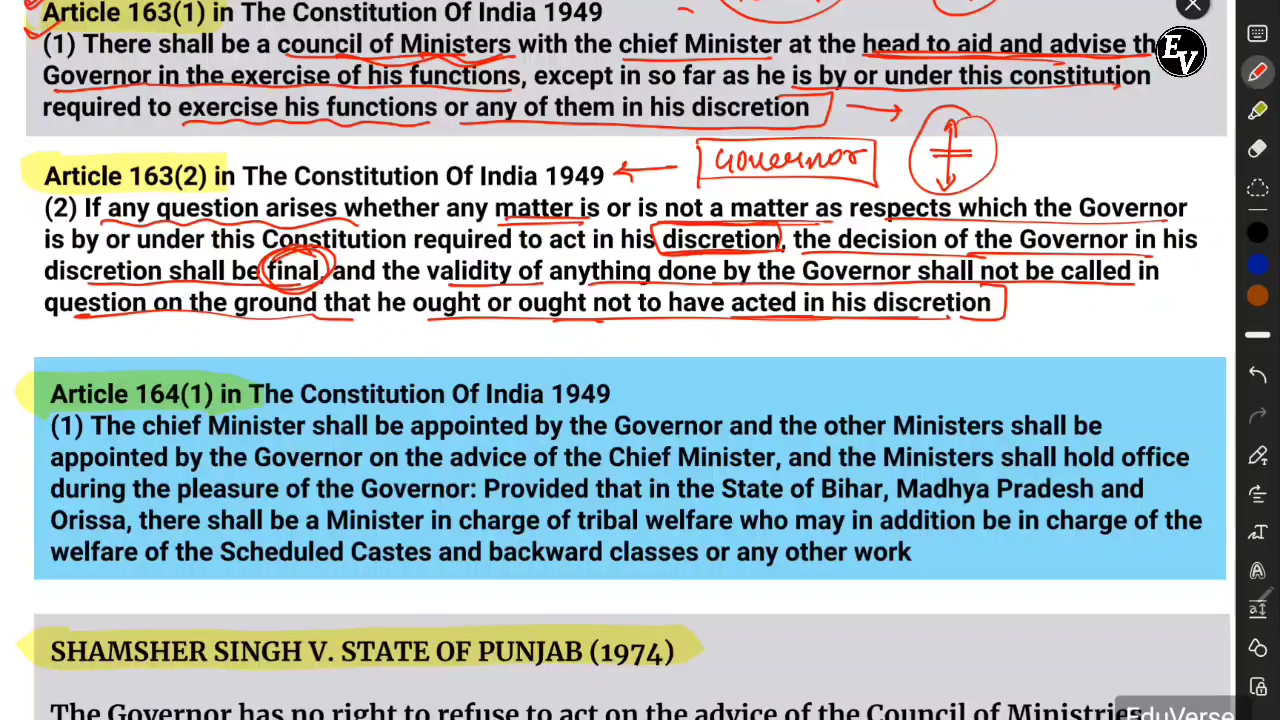 Article 163(1) in The Constitution Of India 1949
(1) There shall be a council of Ministers with the chief Minister at the head to aid and advise th
EV
Governor in the exercise of his functions, except in so far as he is by or under this constitution
required to exercise his functions or any of them in his discretion
Governor
Article 163(2) in The Constitution Of India 1949
(2) If any question arises whether any matter is or is not a matter as respects which the Governor
is by or under this Constitution required to act in his discretion, the decision of the Governor in his
discretion shall be final, and the validity of anything done by the Governor shall not be called in
question on the ground that he ought or ought not to have acted in his discretion
Article 164(1) in The Constitution Of India 1949
(1) The chief Minister shall be appointed by the Governor and the other Ministers shall be
appointed by the Governor on the advice of the Chief Minister, and the Ministers shall hold office
during the pleasure of the Governor: Provided that in the State of Bihar, Madhya Pradesh and
Orissa, there shall be a Minister in charge of tribal welfare who may in addition be in charge of the
welfare of the Scheduled Castes and backward classes or any other work
SHAMSHER SINGH V. STATE OF PUNJAB (1974)
The Governor has no right to refuse to act on the advice of the Council of Ministries
EduVerse